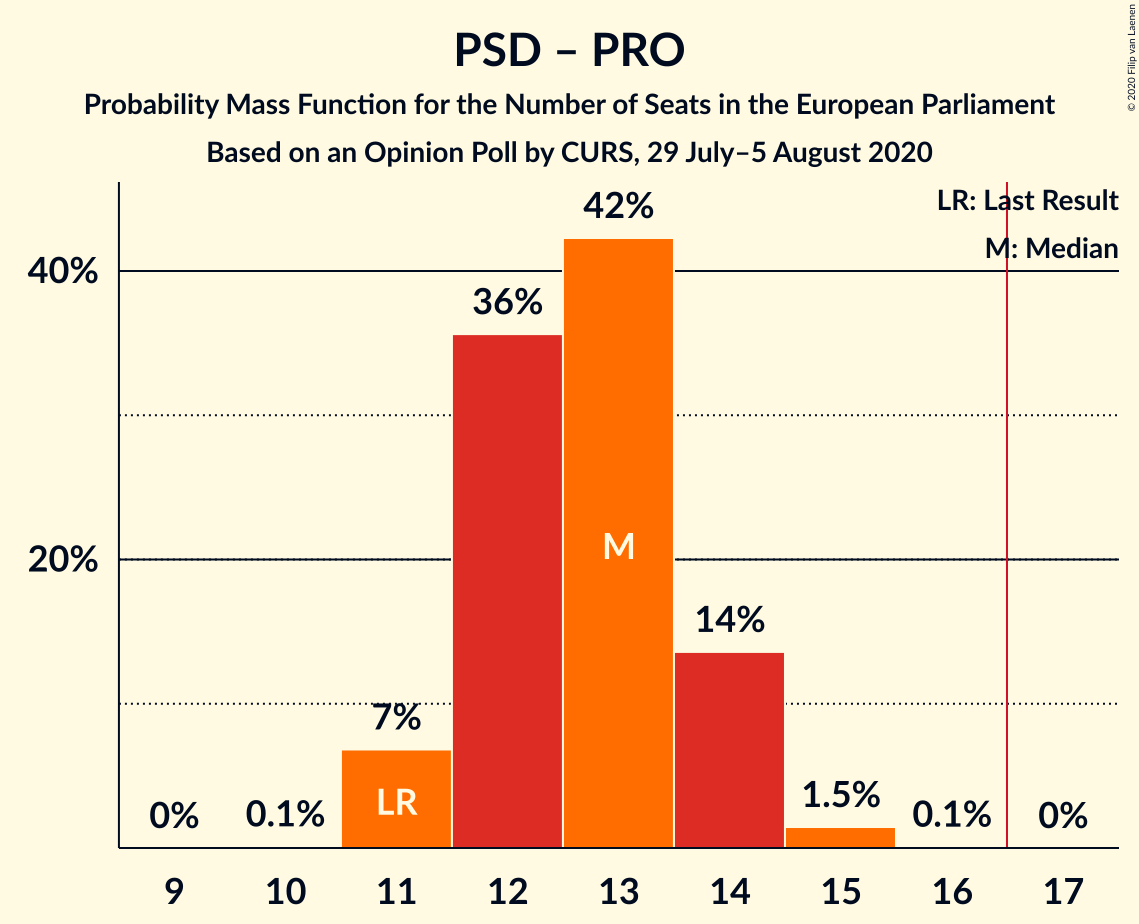 PSD – PRO
Probability Mass Function for the Number of Seats in the European Parliament
Based on an Opinion Poll by CURS, 29 July–5 August 2020
© 2020 Filip van Laenen
LR: Last Result
M: Median
42%
40%
36%
M
20%
14%
7%
LR
1.5%
0%
0.1%
0.1%
0%
9 10 11 12 13 14 15 16 17